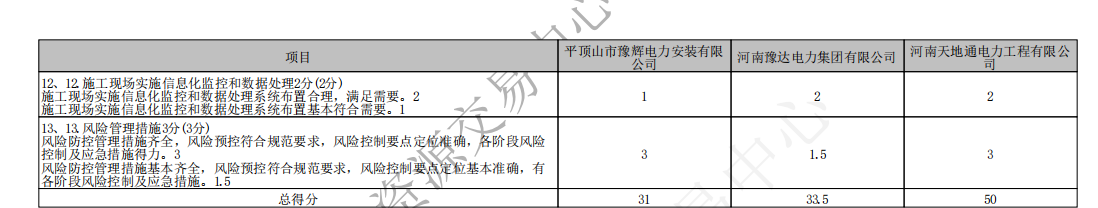 项目
平顶山市豫辉电力安装有限
公司
河南豫达电力集团有限公司
河南天地通电力工程有限公
司
12、12.施工现场实施信息化监控和数据处理2分(2分)
施工现场实施信息化监控和数据处理系统布置合理，满足需要。2
施工现场实施信息化监控和数据处理系统布置基本符合需要。1
1
2
2
13、13.风险管理措施3分(3分)
风险防控管理措施齐全，风险预控符合规范要求，风险控制要点定位准确，各阶段风险
控制及应急措施得力。3
风险防控管理措施基本齐全，风险预控符合规范要求，风险控制要点定位基本准确，有
各阶段风险控制及应急措施。1.5
3
1.5
3
总得分
31
33.5
50
资源交易中心
易中心